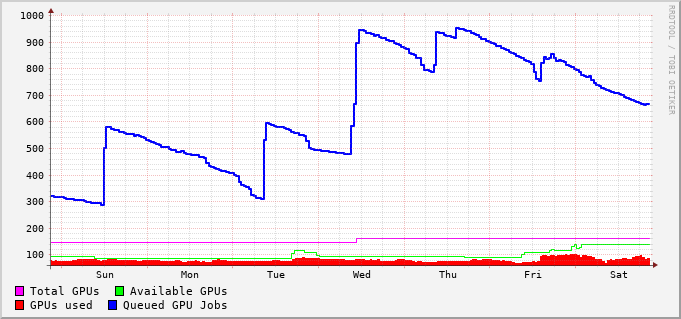 1000
900
800
700
600
500
400
300
200
100
Sun Mon Tue Wed Thu Fri Sat
Total GPUs Available GPUs
GPUs used Queued GPU Jobs
RRDTOOL / TOBI OETIKER